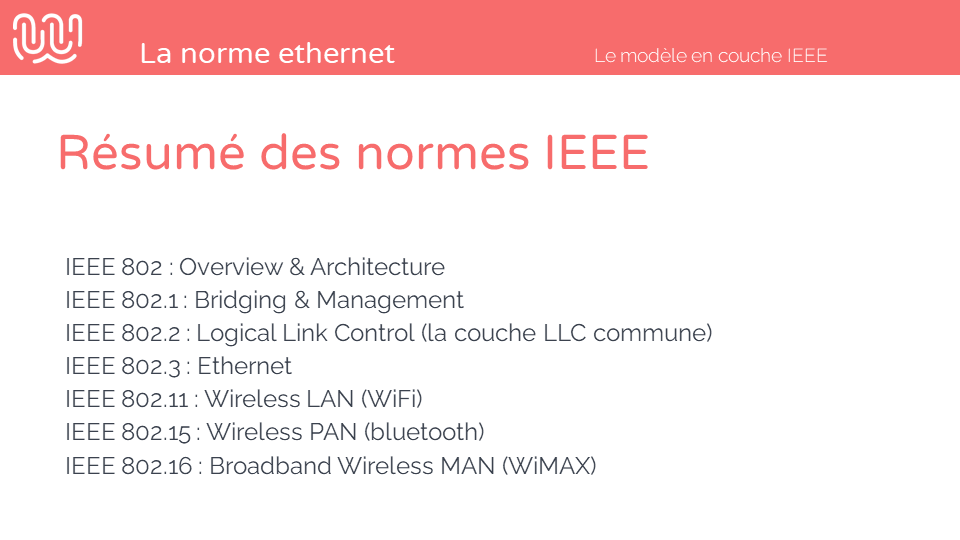 La norme ethernet
Le modèle en couche IEEE
Résumé des normes IEEE
IEEE 802 : Overview & Architecture
IEEE 802.1 : Bridging & Management
IEEE 802.2 : Logical Link Control (la couche LLC commune)
IEEE 802.3 : Ethernet
IEEE 802.11 : Wireless LAN (WiFi)
IEEE 802.15 : Wireless PAN (bluetooth)
IEEE 802.16 : Broadband Wireless MAN (WiMAX)